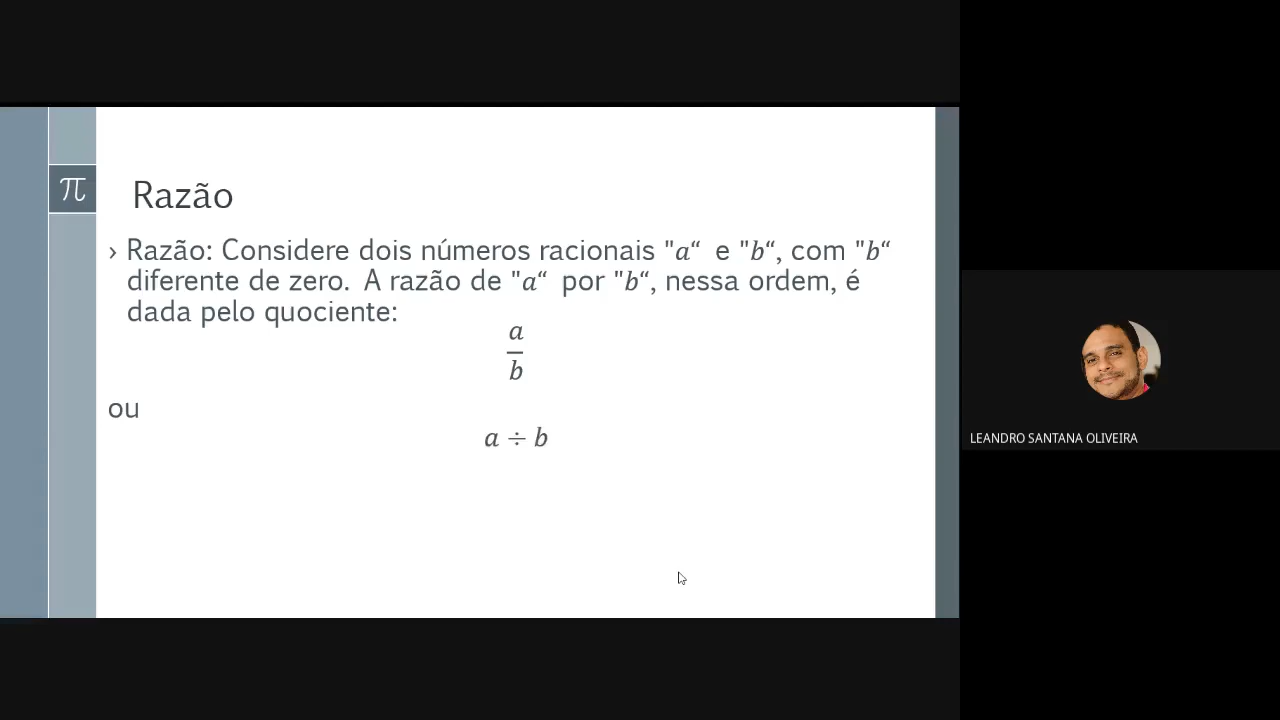 π
Razão
› Razão: Considere dois números racionais "a“ e "b“, com "b“
diferente de zero. A razão de "a“ por "b“, nessa ordem, é
dada pelo quociente:
a
b
ou
a ÷ b
LEANDRO SANTANA OLIVEIRA